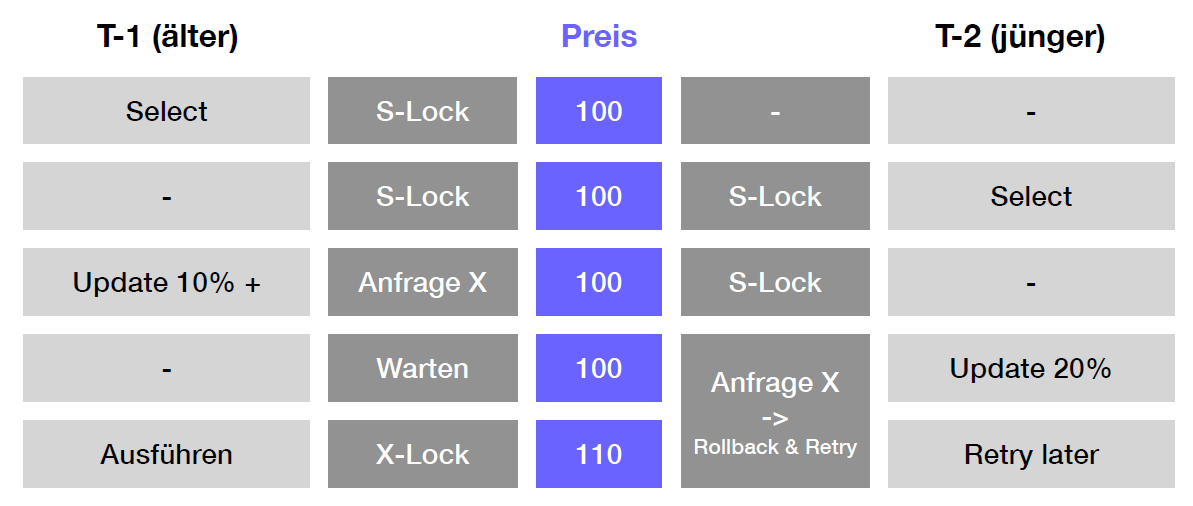 T-1 (älter) Preis T-2 (jünger)
Select S-Lock 100 - -
- S-Lock 100 S-Lock Select
Update 10% + Anfrage X 100 S-Lock -
- Warten 100 Anfrage X Update 20%
->
Rollback & Retry
Ausführen X-Lock 110 Retry later